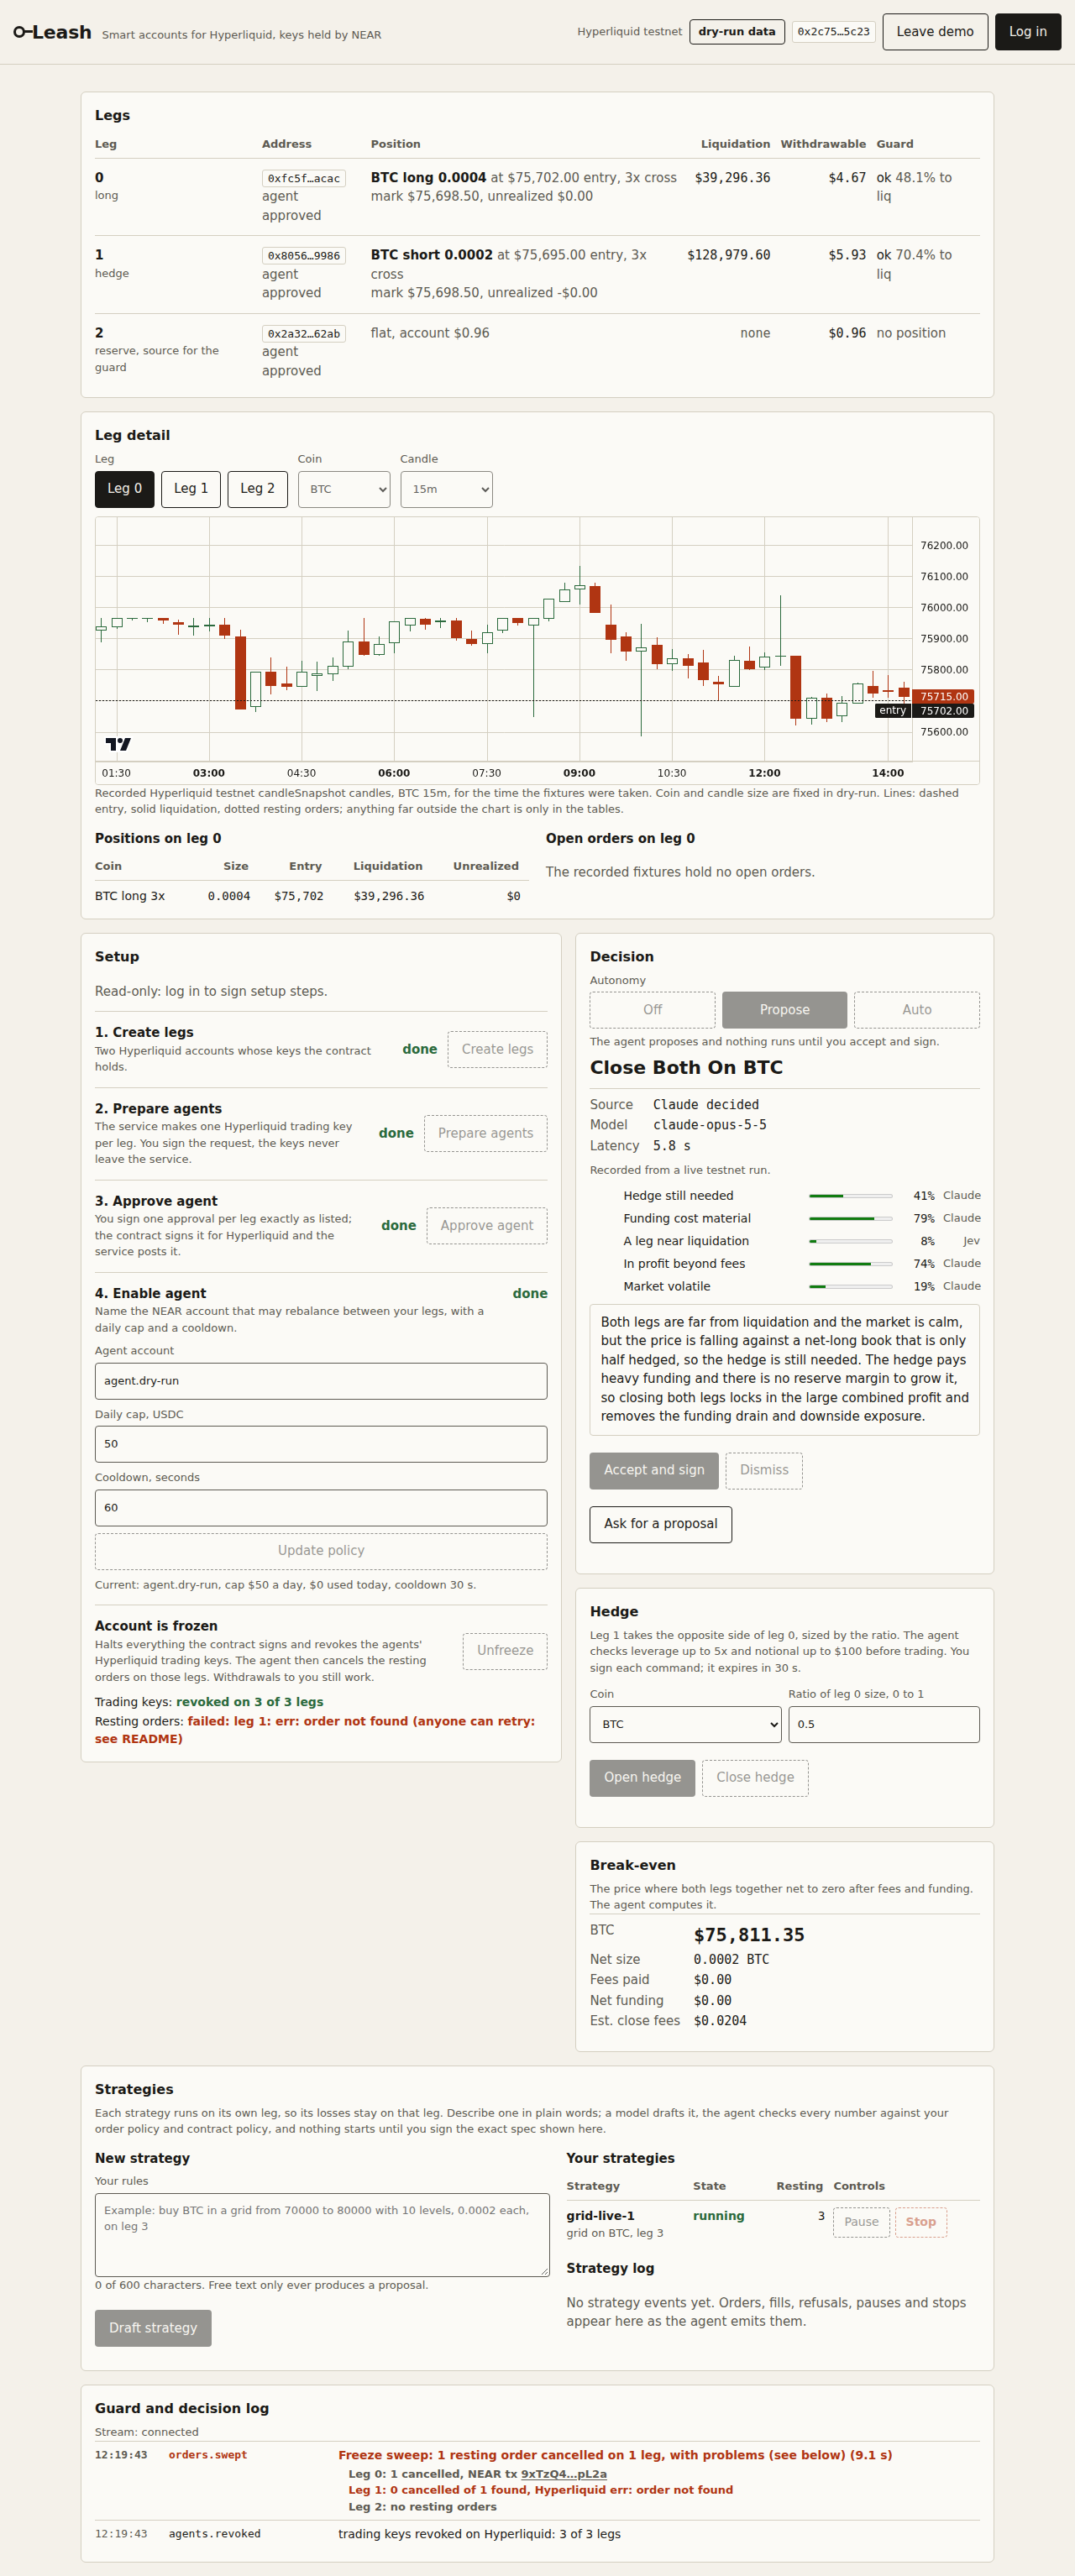 Leash Smart accounts for Hyperliquid, keys held by NEAR
Hyperliquid testnet dry-run data 0x2c75…5c23 Leave demo Log in
Legs
Leg Address Position Liquidation Withdrawable Guard
0 0xfc5f…acac BTC long 0.0004 at $75,702.00 entry, 3x cross $39,296.36 $4.67 ok 48.1% to
long agent mark $75,698.50, unrealized $0.00 liq
approved
1 0x8056…9986 BTC short 0.0002 at $75,695.00 entry, 3x $128,979.60 $5.93 ok 70.4% to
hedge agent cross liq
approved mark $75,698.50, unrealized -$0.00
2 0x2a32…62ab flat, account $0.96 none $0.96 no position
reserve, source for the agent
guard approved
Leg detail
Leg Coin Candle
Leg 0 Leg 1 Leg 2 BTC 15m
76200.00
76100.00
76000.00
75900.00
75800.00
75715.00
entry 75702.00
75600.00
01:30 03:00 04:30 06:00 07:30 09:00 10:30 12:00 14:00
Recorded Hyperliquid testnet candleSnapshot candles, BTC 15m, for the time the fixtures were taken. Coin and candle size are fixed in dry-run. Lines: dashed
entry, solid liquidation, dotted resting orders; anything far outside the chart is only in the tables.
Positions on leg 0
Coin Size Entry Liquidation Unrealized
BTC long 3x 0.0004 $75,702 $39,296.36 $0
Open orders on leg 0
The recorded fixtures hold no open orders.
Setup
Read-only: log in to sign setup steps.
1. Create legs
Two Hyperliquid accounts whose keys the contract
holds.
done Create legs
2. Prepare agents
The service makes one Hyperliquid trading key
per leg. You sign the request, the keys never
leave the service.
done Prepare agents
3. Approve agent
You sign one approval per leg exactly as listed;
the contract signs it for Hyperliquid and the
service posts it.
done Approve agent
4. Enable agent done
Name the NEAR account that may rebalance between your legs, with a
daily cap and a cooldown.
Agent account
agent.dry-run
Daily cap, USDC
50
Cooldown, seconds
60
Update policy
Current: agent.dry-run, cap $50 a day, $0 used today, cooldown 30 s.
Account is frozen
Halts everything the contract signs and revokes the agents'
Hyperliquid trading keys. The agent then cancels the resting
orders on those legs. Withdrawals to you still work.
Unfreeze
Trading keys: revoked on 3 of 3 legs
Resting orders: failed: leg 1: err: order not found (anyone can retry:
see README)
Decision
Autonomy
Off Propose Auto
The agent proposes and nothing runs until you accept and sign.
Close Both On BTC
Source Claude decided
Model claude-opus-5-5
Latency 5.8 s
Recorded from a live testnet run.
Hedge still needed 41% Claude
Funding cost material 79% Claude
A leg near liquidation 8% Jev
In profit beyond fees 74% Claude
Market volatile 19% Claude
Both legs are far from liquidation and the market is calm,
but the price is falling against a net-long book that is only
half hedged, so the hedge is still needed. The hedge pays
heavy funding and there is no reserve margin to grow it,
so closing both legs locks in the large combined profit and
removes the funding drain and downside exposure.
Accept and sign Dismiss
Ask for a proposal
Hedge
Leg 1 takes the opposite side of leg 0, sized by the ratio. The agent
checks leverage up to 5x and notional up to $100 before trading. You
sign each command; it expires in 30 s.
Coin Ratio of leg 0 size, 0 to 1
BTC 0.5
Open hedge Close hedge
Break-even
The price where both legs together net to zero after fees and funding.
The agent computes it.
BTC $75,811.35
Net size 0.0002 BTC
Fees paid $0.00
Net funding $0.00
Est. close fees $0.0204
Strategies
Each strategy runs on its own leg, so its losses stay on that leg. Describe one in plain words; a model drafts it, the agent checks every number against your
order policy and contract policy, and nothing starts until you sign the exact spec shown here.
New strategy
Your rules
Example: buy BTC in a grid from 70000 to 80000 with 10 levels, 0.0002 each,
on leg 3
0 of 600 characters. Free text only ever produces a proposal.
Draft strategy
Your strategies
Strategy State Resting Controls
grid-live-1 running 3 Pause Stop
grid on BTC, leg 3
Strategy log
No strategy events yet. Orders, fills, refusals, pauses and stops
appear here as the agent emits them.
Guard and decision log
Stream: connected
12:19:43 orders.swept Freeze sweep: 1 resting order cancelled on 1 leg, with problems (see below) (9.1 s)
Leg 0: 1 cancelled, NEAR tx 9xTzQ4…pL2a
Leg 1: 0 cancelled of 1 found, Hyperliquid err: order not found
Leg 2: no resting orders
12:19:43 agents.revoked trading keys revoked on Hyperliquid: 3 of 3 legs